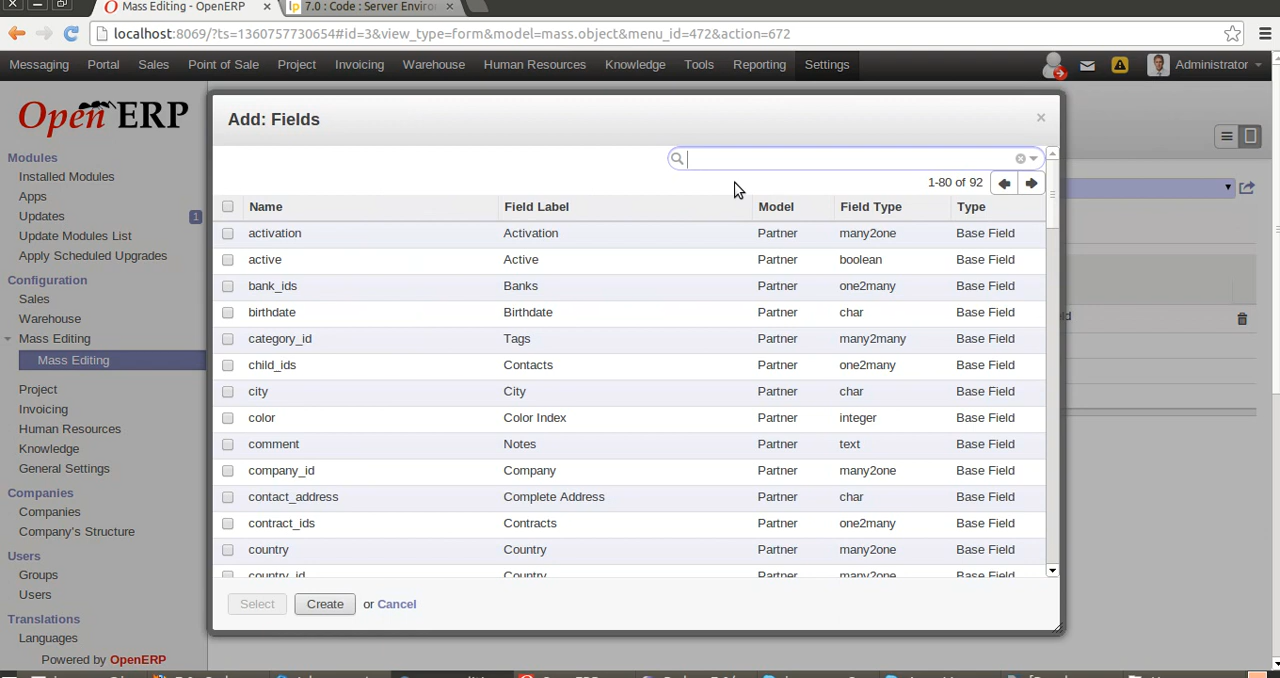 Mass Editing - OpenERP × lp 7.0 : Code : Server Enviro ×
localhost:8069/?ts=1360757730654#id=3&view_type=form&model=mass.object&menu_id=472&action=672
Messaging Portal Sales Point of Sale Project Invoicing Warehouse Human Resources Knowledge Tools Reporting Settings Administrator
OpenERP
Modules
Installed Modules
Apps
Updates 1
Update Modules List
Apply Scheduled Upgrades
Configuration
Sales
Warehouse
Mass Editing
Mass Editing
Project
Invoicing
Human Resources
Knowledge
General Settings
Companies
Companies
Company's Structure
Users
Groups
Users
Translations
Languages
Powered by OpenERP
Add: Fields ×
1-80 of 92
Name Field Label Model Field Type Type
activation Activation Partner many2one Base Field
active Active Partner boolean Base Field
bank_ids Banks Partner one2many Base Field
birthdate Birthdate Partner char Base Field
category_id Tags Partner many2many Base Field
child_ids Contacts Partner one2many Base Field
city City Partner char Base Field
color Color Index Partner integer Base Field
comment Notes Partner text Base Field
company_id Company Partner many2one Base Field
contact_address Complete Address Partner char Base Field
contract_ids Contracts Partner one2many Base Field
country Country Partner many2one Base Field
country_id Country Partner many2one Base Field
Select Create or Cancel